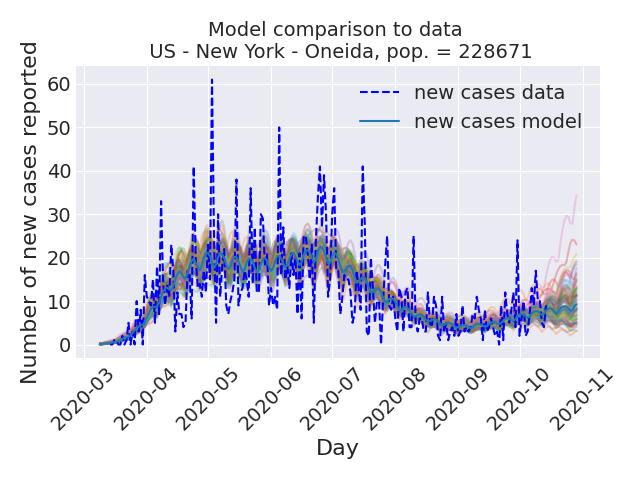 Model comparison to data
US - New York - Oneida, pop. = 228671
Number of new cases reported
60
50
40
30
20
10
0
new cases data
new cases model
2020-03
2020-04
2020-05
2020-06
2020-07
2020-08
2020-09
2020-10
2020-11
Day